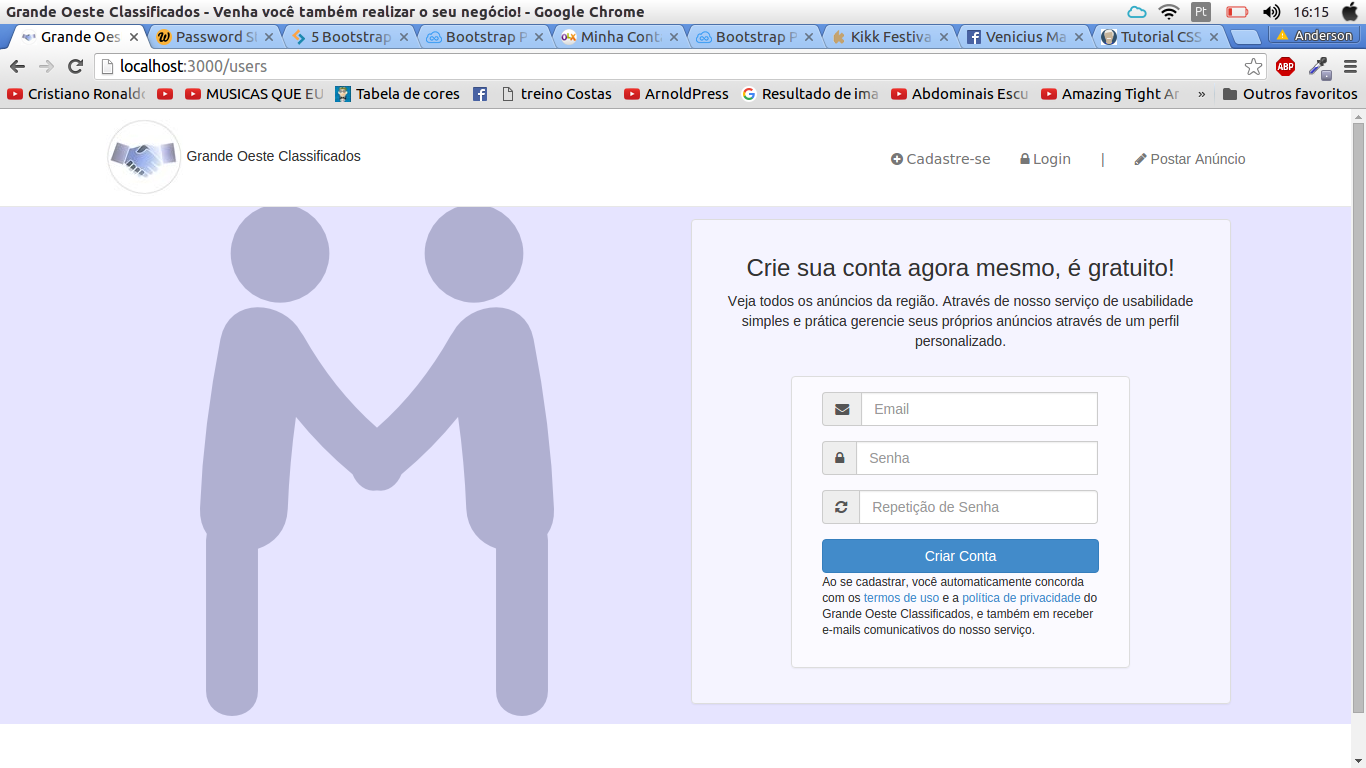 Grande Oeste Classificados - Venha você também realizar o seu negócio! - Google Chrome
Pt
16:15
Grande Oes
Password St
5 Bootstrap
Bootstrap P
Minha Cont
Bootstrap P
Kikk Festiva
Venicius Ma
Tutorial CSS
Anderson
localhost:3000/users
ABP
Cristiano Ronald
MUSICAS QUE EU
Tabela de cores
treino Costas
ArnoldPress
Resultado de ima
Abdominais Escu
Amazing Tight Ar
»
Outros favoritos
Grande Oeste Classificados
Cadastre-se
Login
|
Postar Anúncio
Crie sua conta agora mesmo, é gratuito!
Veja todos os anúncios da região. Através de nosso serviço de usabilidade
simples e prática gerencie seus próprios anúncios através de um perfil
personalizado.
Email
Senha
Repetição de Senha
Criar Conta
Ao se cadastrar, você automaticamente concorda
com os termos de uso e a política de privacidade do
Grande Oeste Classificados, e também em receber
e-mails comunicativos do nosso serviço.